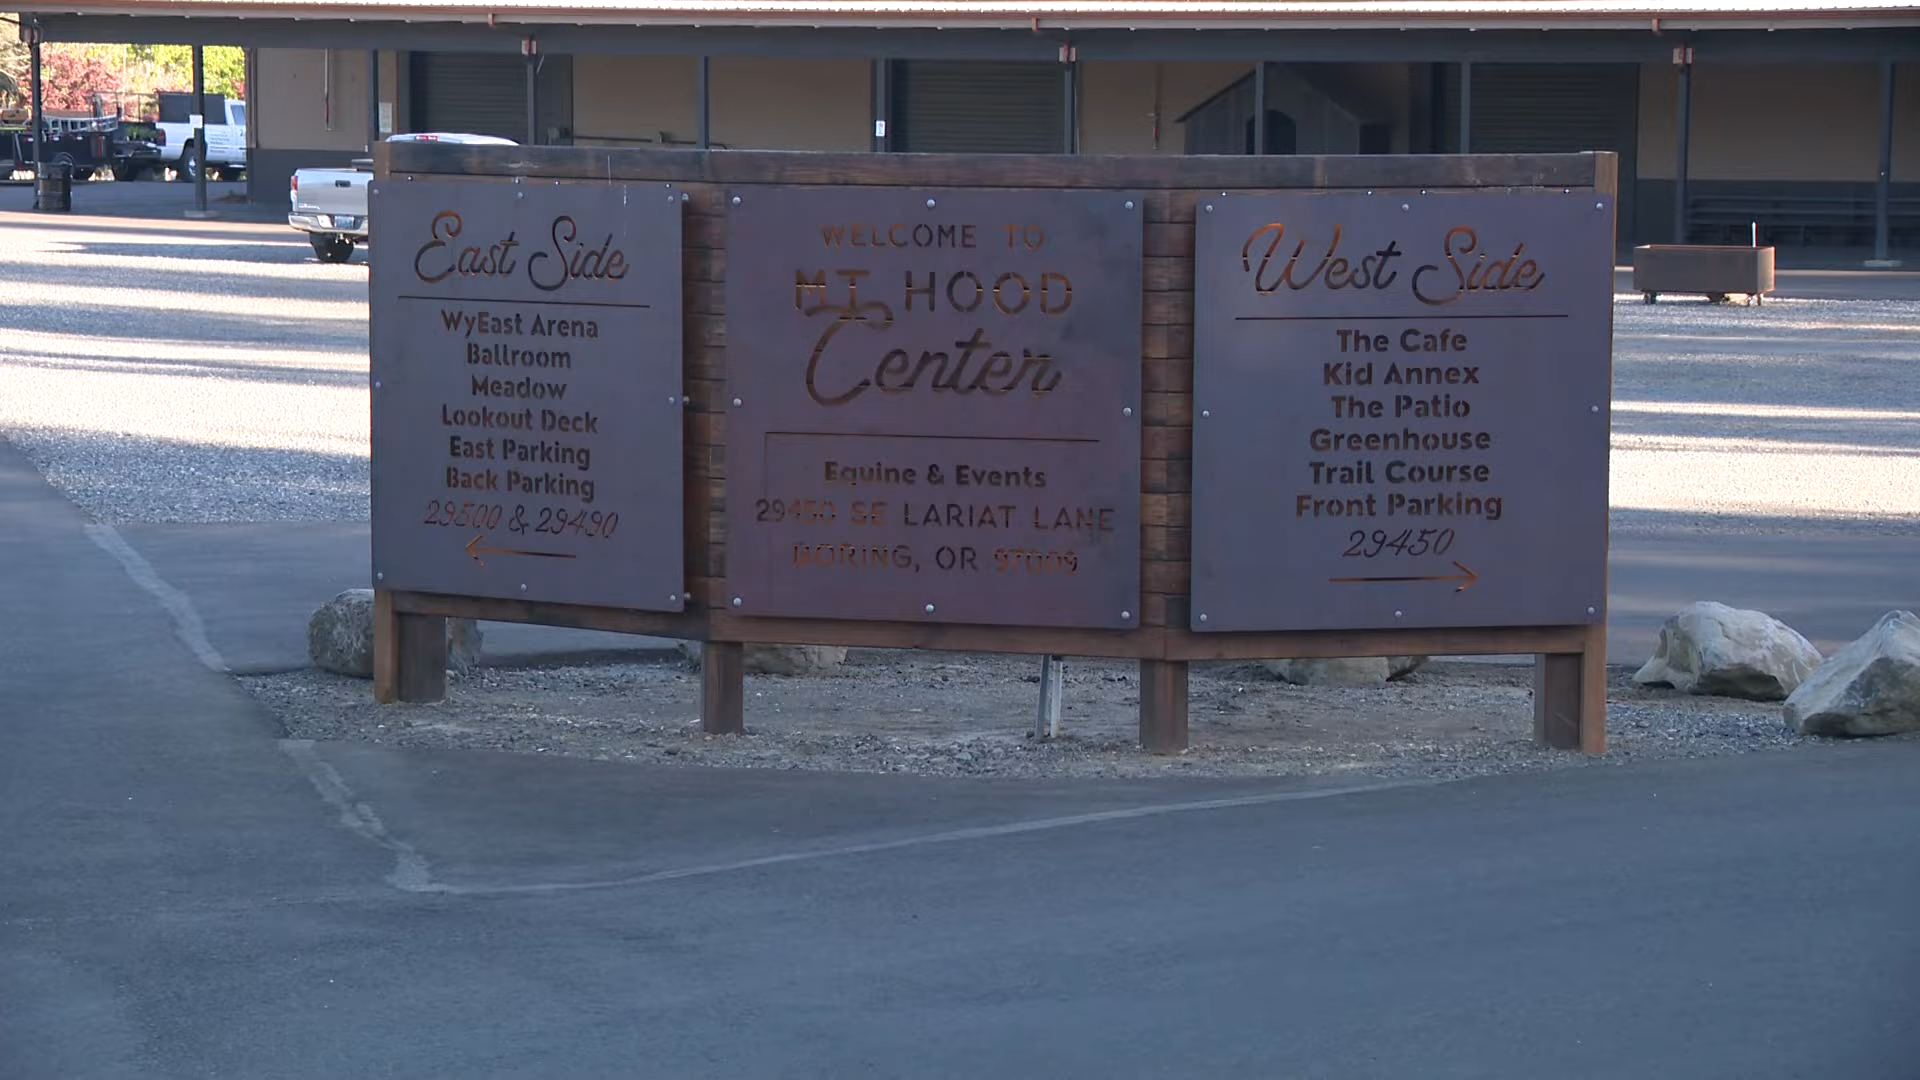 East Side
WyEast Arena
Ballroom
Meadow
Lookout Deck
East Parking
Back Parking
29500 & 29490
WELCOME TO
MT HOOD
Center
Equine & Events
29450 SE LARIAT LANE
BORING, OR 97009
West Side
The Cafe
Kid Annex
The Patio
Greenhouse
Trail Course
Front Parking
29450